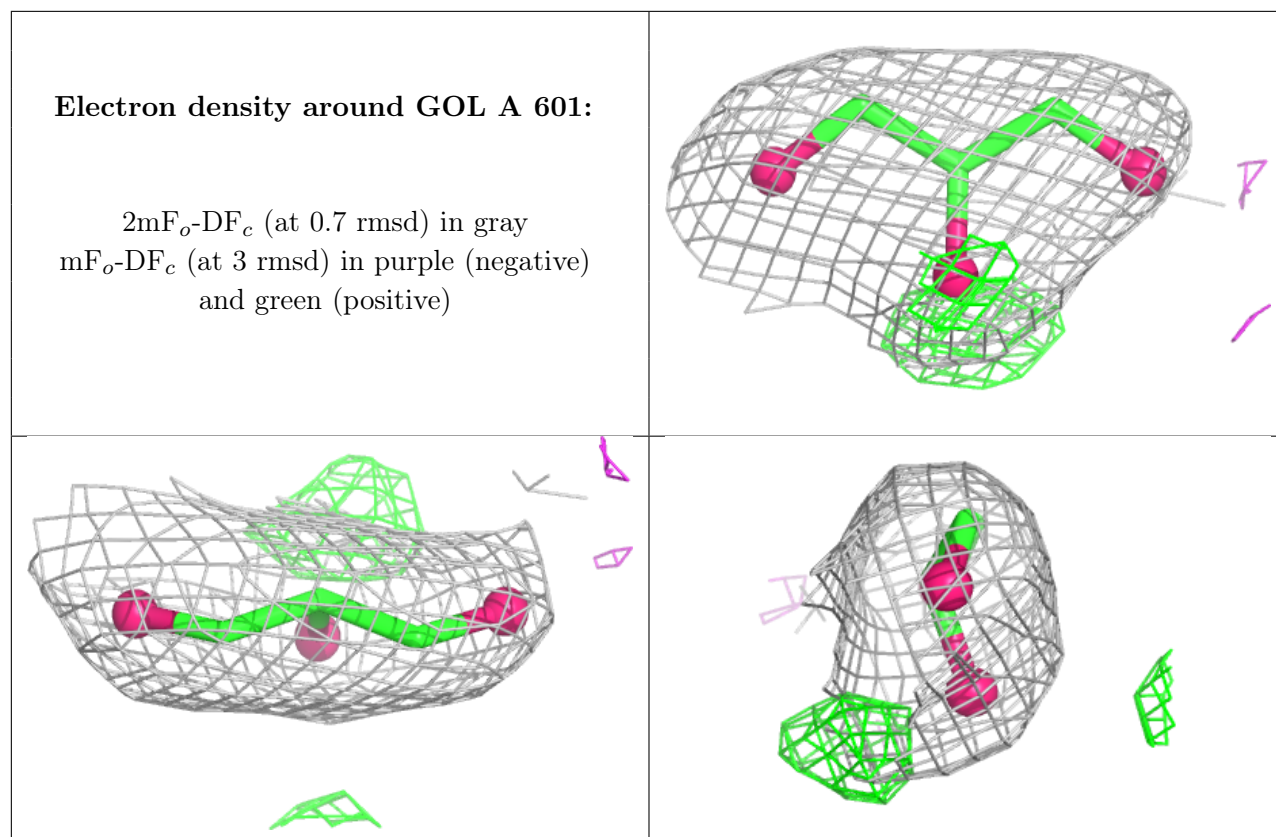 Electron density around GOL A 601:
2mFo-DFc (at 0.7 rmsd) in gray
mFo-DFc (at 3 rmsd) in purple (negative)
and green (positive)